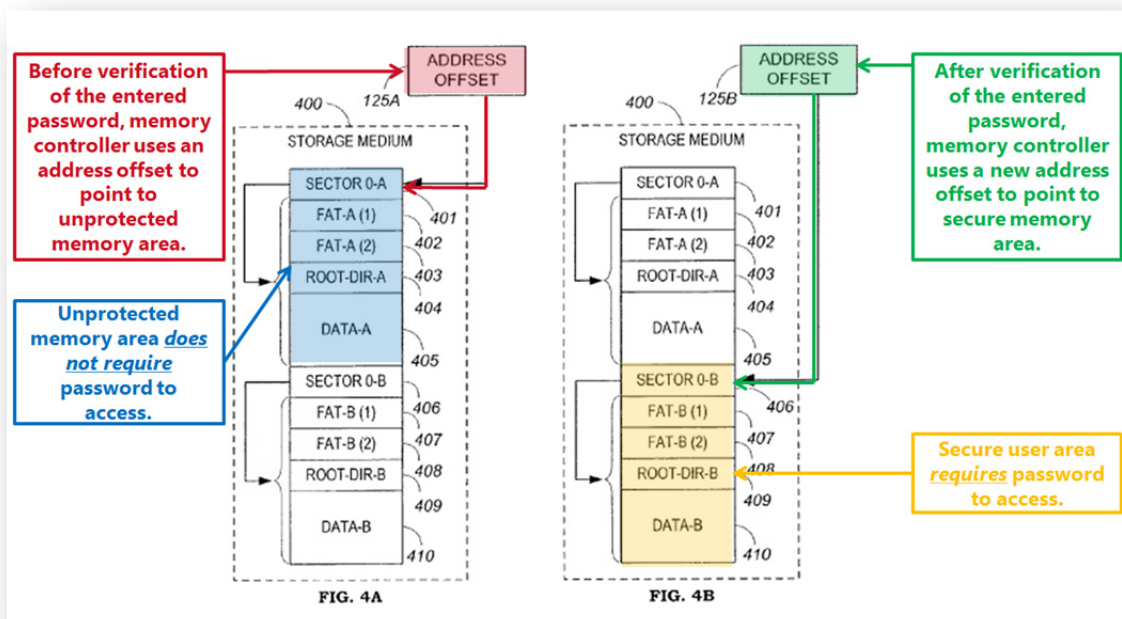 Before verification
of the entered
password, memory
controller uses an
address offset to
point to
unprotected
memory area.
Unprotected
memory area does
not require
password to
access.
ADDRESS
OFFSET
125A
400
STORAGE MEDIUM
SECTOR 0-A
401
FAT-A (1)
402
FAT-A (2)
403
ROOT-DIR-A
404
DATA-A
405
SECTOR 0-B
406
FAT-B (1)
407
FAT-B (2)
408
ROOT-DIR-B
409
DATA-B
410
FIG. 4A
ADDRESS
OFFSET
125B
400
STORAGE MEDIUM
SECTOR 0-A
401
FAT-A (1)
402
FAT-A (2)
403
ROOT-DIR-A
404
DATA-A
405
SECTOR 0-B
406
FAT-B (1)
407
FAT-B (2)
408
ROOT-DIR-B
409
DATA-B
410
FIG. 4B
After verification
of the entered
password,
memory controller
uses a new address
offset to point to
secure memory
area.
Secure user area
requires password
to access.